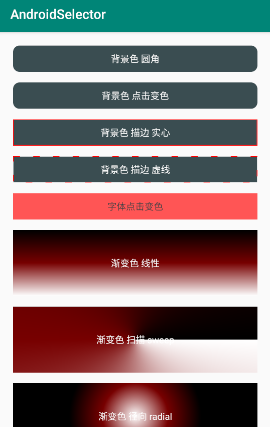 AndroidSelector
背景色 圆角
背景色 点击变色
背景色 描边 实心
背景色 描边 虚线
字体点击变色
渐变色 线性
渐变色 扫描 sweep
渐变色 径向 radial